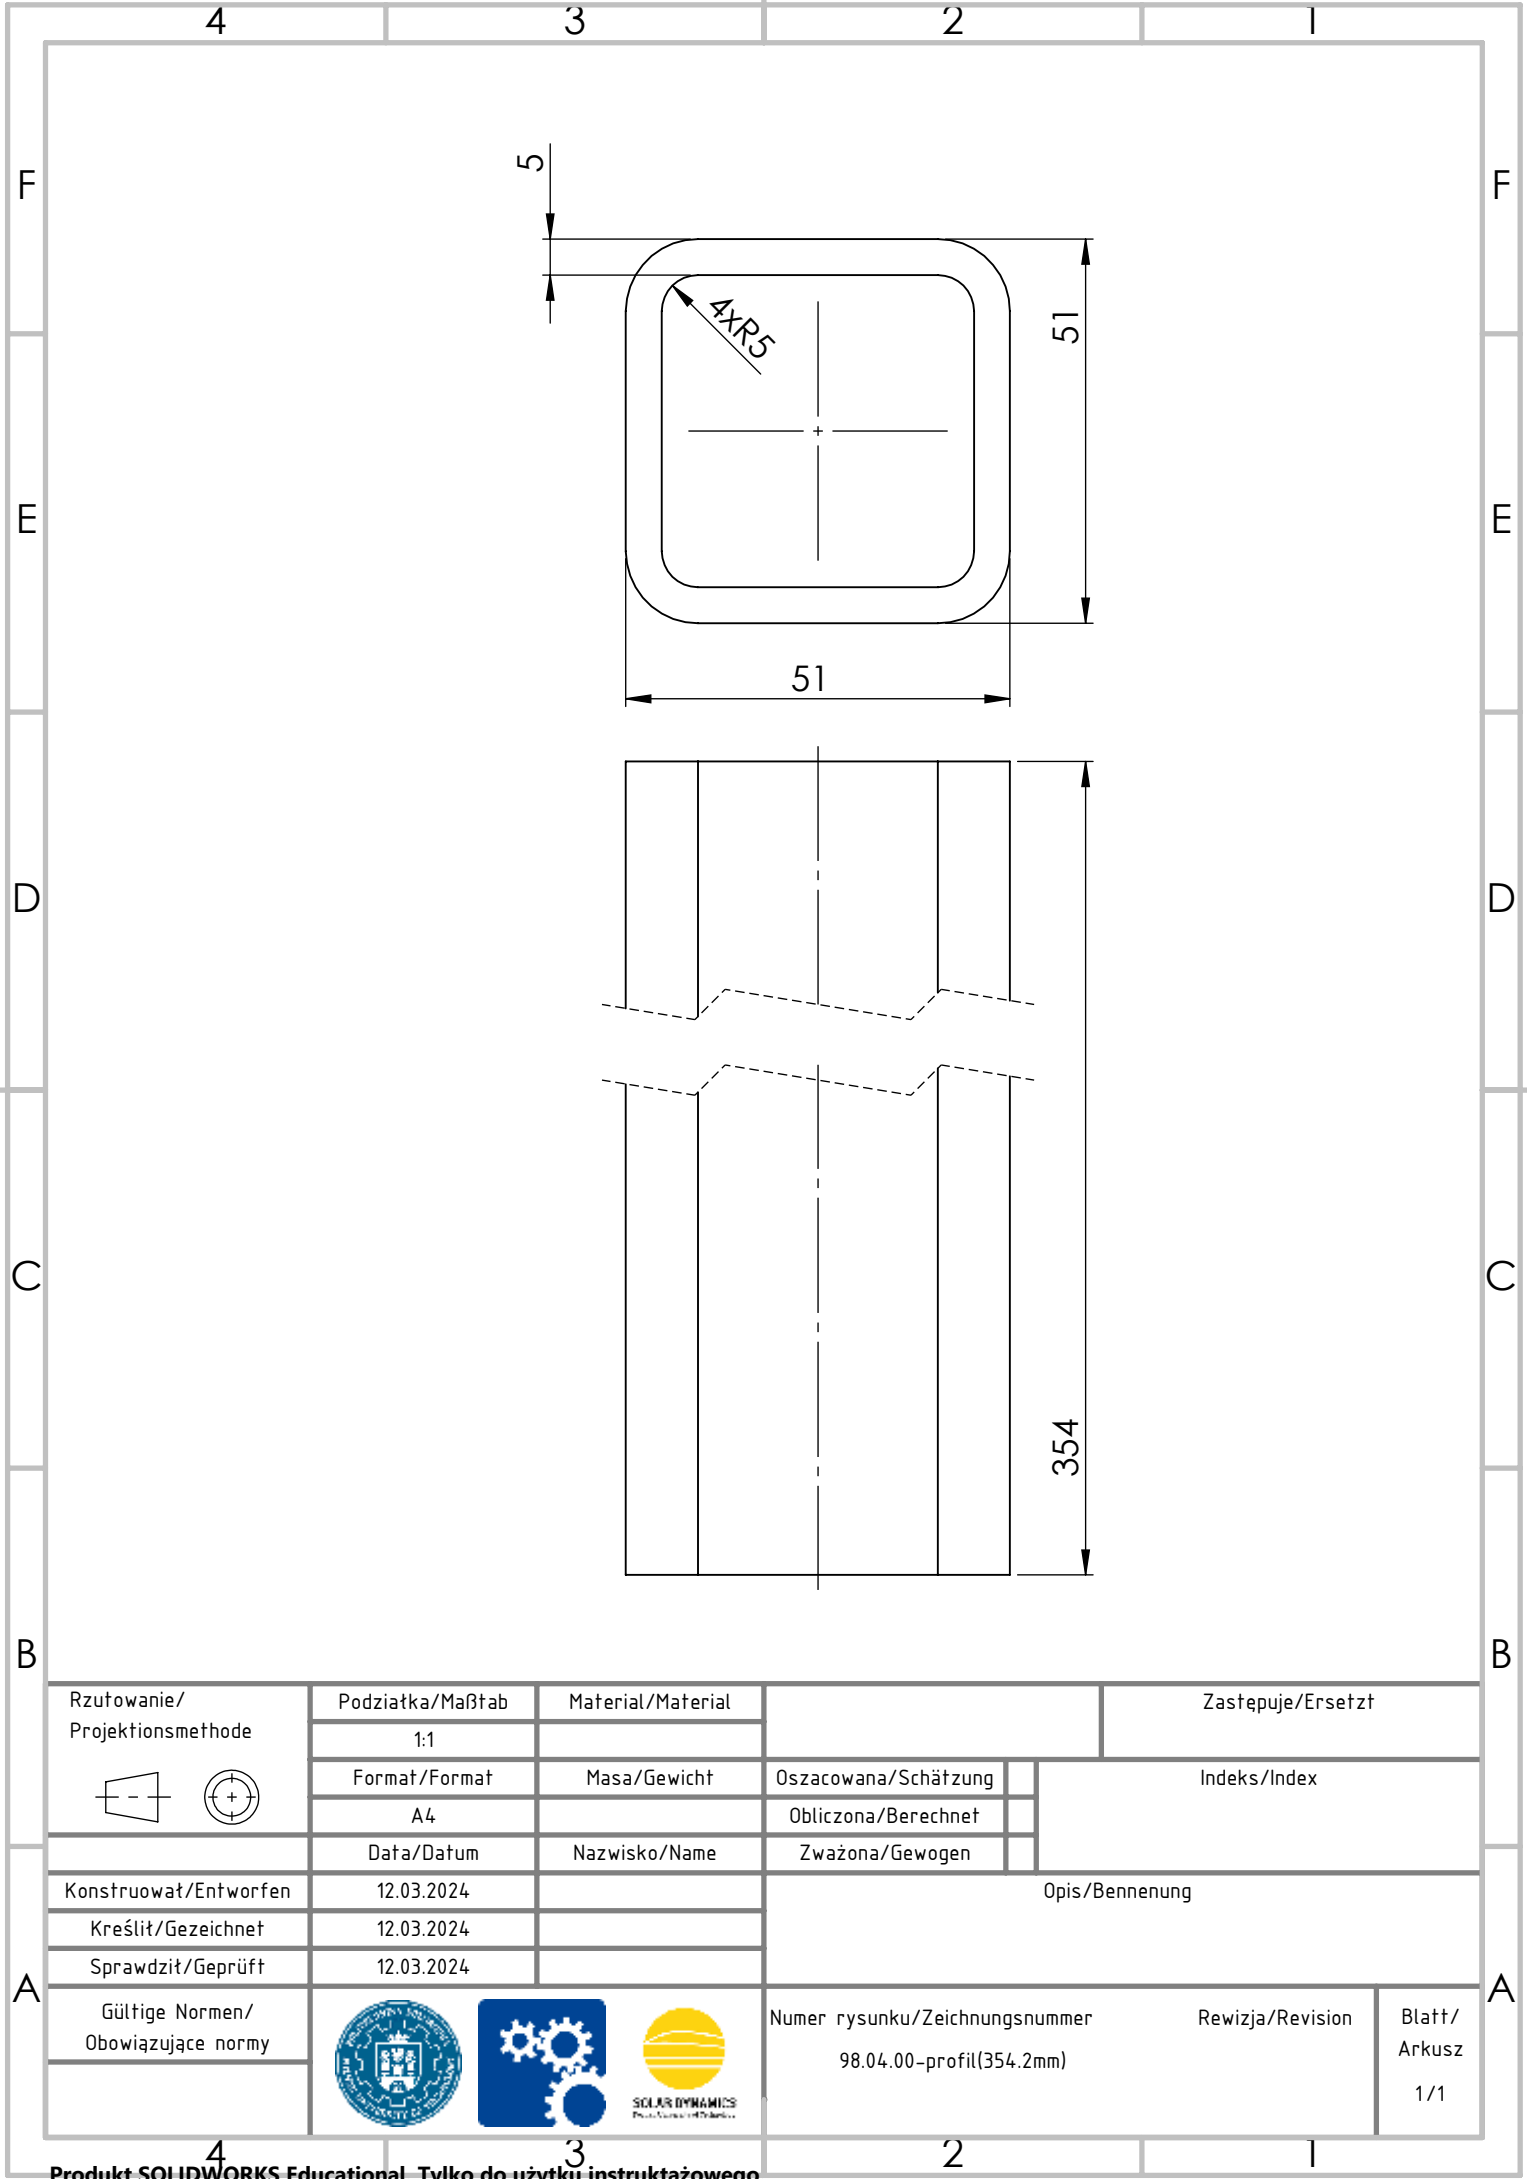 4 3 2 1
F F
5
4xR5
51
E E
51
D D
C C
354
B B
Rzutowanie/
Projektionsmethode
Podziałka/Maßtab
Material/Material
Zastępuje/Ersetzt
1:1
Format/Format
Masa/Gewicht
Oszacowana/Schätzung
Indeks/Index
A4
Obliczona/Berechnet
Data/Datum
Nazwisko/Name
Zważona/Gewogen
Konstruował/Entworfen
12.03.2024
Opis/Bennenung
Kreślił/Gezeichnet
12.03.2024
Sprawdził/Geprüft
12.03.2024
A A
Gültige Normen/
Obowiązujące normy
SOLAR DYNAMICS
Numer rysunku/Zeichnungsnummer
98.04.00-profil(354.2mm)
Rewizja/Revision
Blatt/
Arkusz
1/1
4 3 2 1
Produkt SOLIDWORKS Educational. Tylko do użytku instruktażowego.